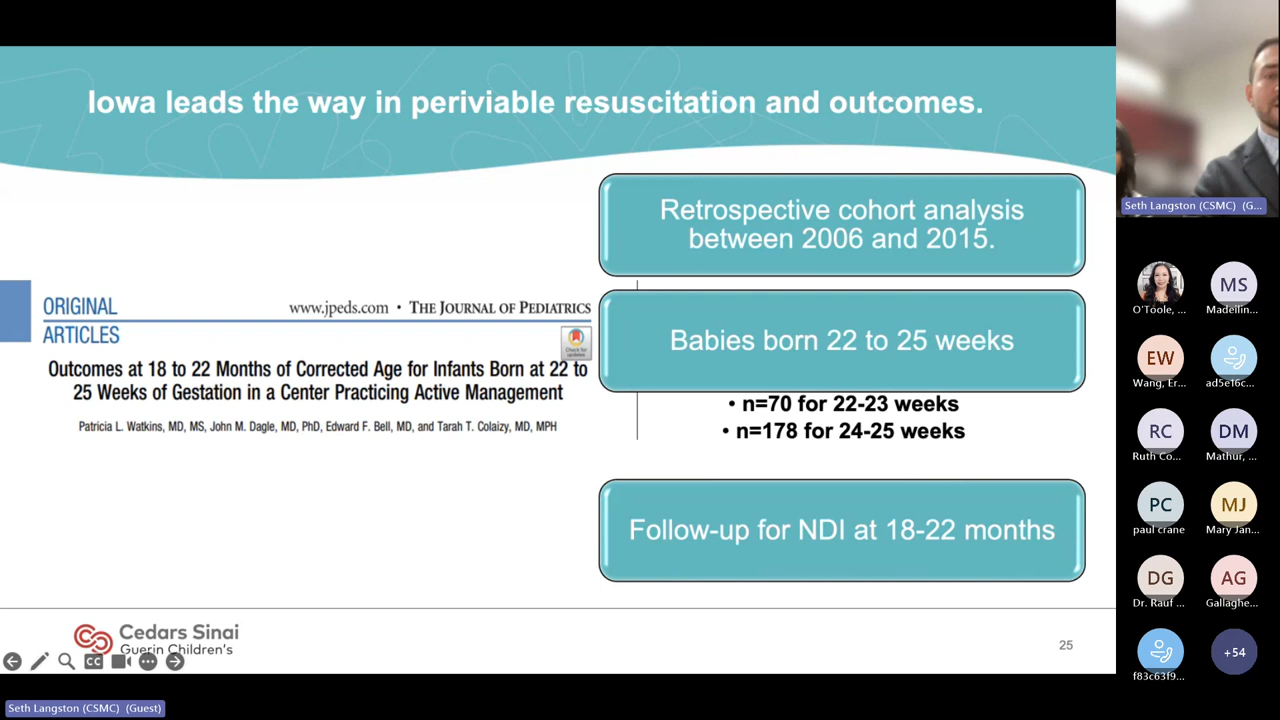 Iowa leads the way in periviable resuscitation and outcomes.
Retrospective cohort analysis
between 2006 and 2015.
ORIGINAL
ARTICLES
www.jpeds.com • THE JOURNAL OF PEDIATRICS
Check for
updates
Outcomes at 18 to 22 Months of Corrected Age for Infants Born at 22 to
25 Weeks of Gestation in a Center Practicing Active Management
Patricia L. Watkins, MD, MS, John M. Dagle, MD, PhD, Edward F. Bell, MD, and Tarah T. Colaizy, MD, MPH
Babies born 22 to 25 weeks
• n=70 for 22-23 weeks
• n=178 for 24-25 weeks
Follow-up for NDI at 18-22 months
Cedars Sinai
Guerin Children's
CC
25
Seth Langston (CSMC) (Guest)
Seth Langston (CSMC) (G...
O'Toole, ...
MS
Madeilin...
EW
Wang, Er...
ad5e16c...
RC
Ruth Co...
DM
Mathur, ...
PC
paul crane
MJ
Mary Jan...
DG
Dr. Rauf ...
AG
Gallaghe...
f83c63f9...
+54